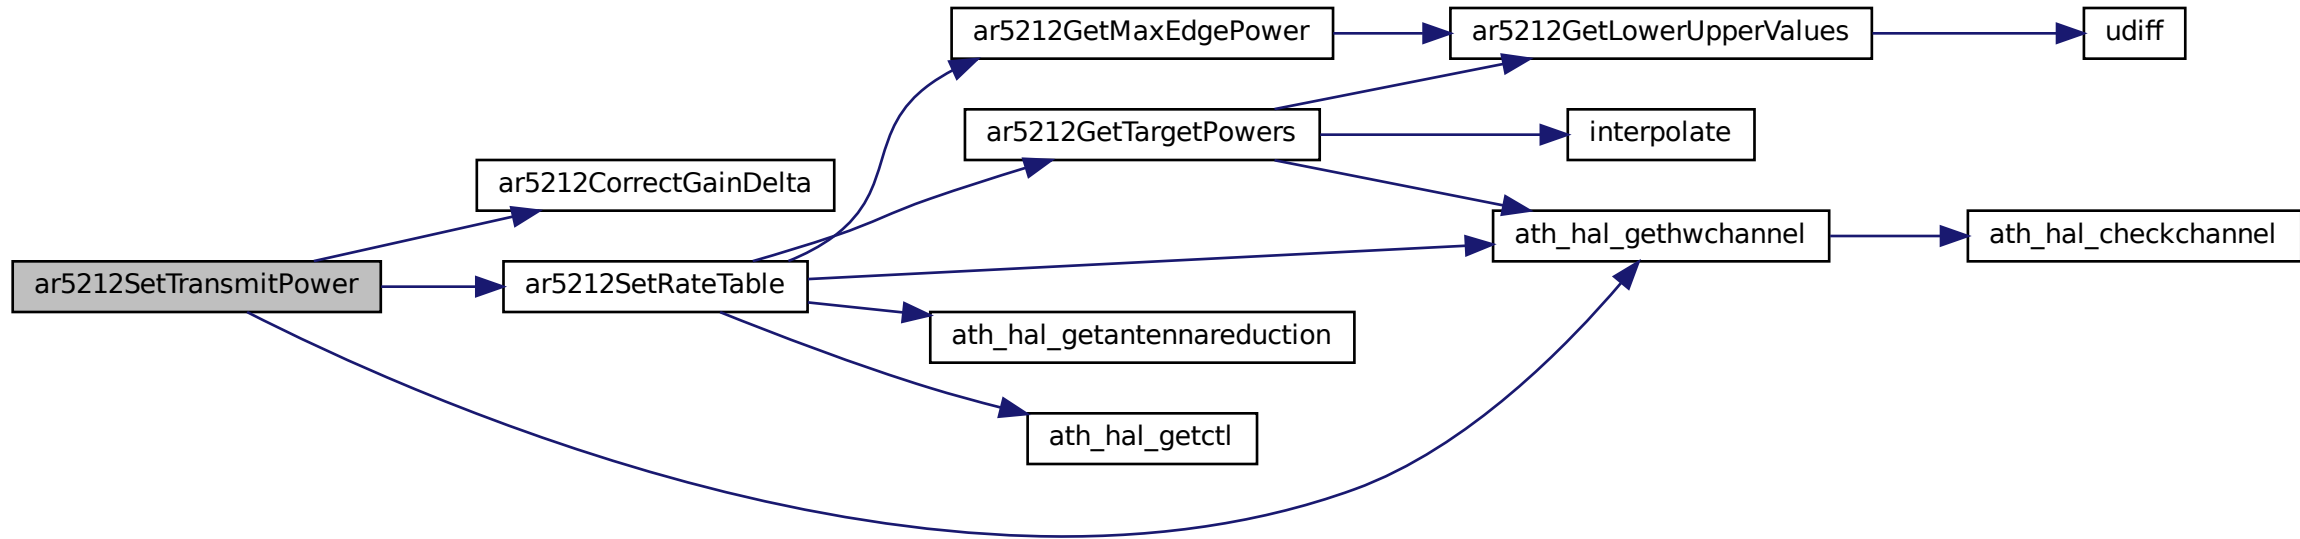 ar5212GetMaxEdgePower
ar5212GetLowerUpperValues
udiff
ar5212GetTargetPowers
interpolate
ar5212CorrectGainDelta
ath_hal_gethwchannel
ath_hal_checkchannel
ar5212SetTransmitPower
ar5212SetRateTable
ath_hal_getantennareduction
ath_hal_getctl